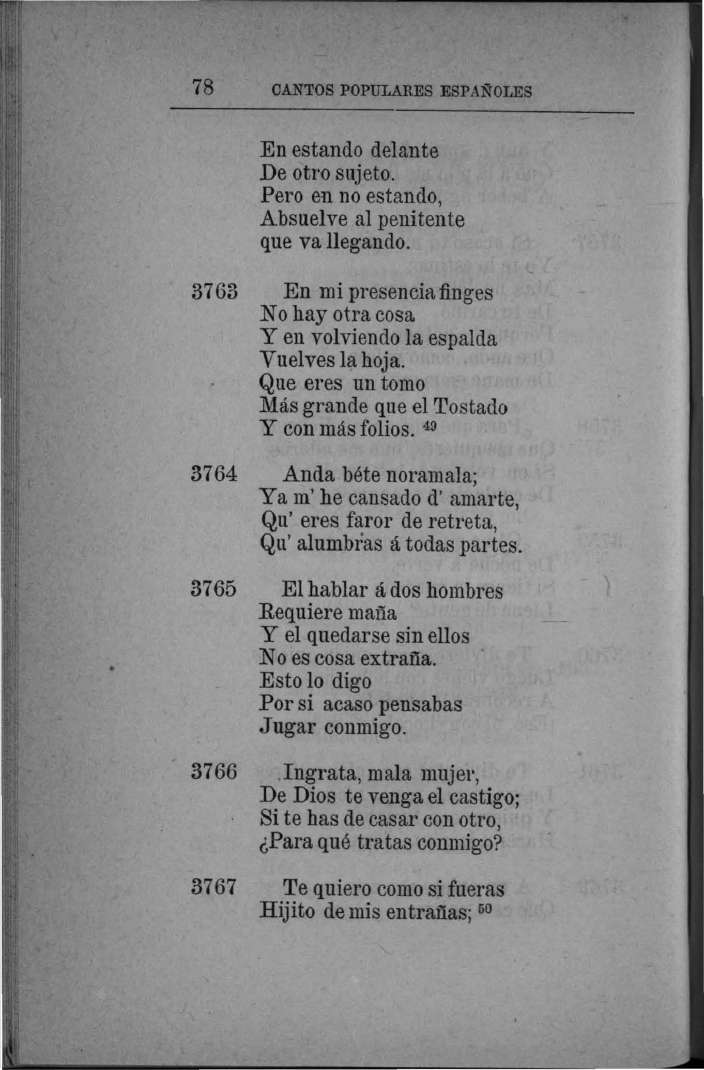 78 CANTOS POPULARES ESPAÑOLES
En estando delante
De otro sujeto.
Pero en no estando,
Absuelve al penitente
que va llegando.
3763 En mi presencia finges
No hay otra cosa
Y en volviendo la espalda
Vuelves la hoja.
Que eres un tomo
Más grande que el Tostado
Y con más folios. 49
3764 Anda béte noramala;
Ya m' he cansado d' amarte,
Qu' eres faror de retreta,
Qu' alumbras á todas partes.
3765 El hablar á dos hombres
Requiere maña
Y el quedarse sin ellos
No es cosa extraña.
Esto lo digo
Por si acaso pensabas
Jugar conmigo.
3766 Ingrata, mala mujer,
De Dios te venga el castigo;
Si te has de casar con otro,
¿Para qué tratas conmigo?
3767 Te quiero como si fueras
Hijito de mis entrañas; 50